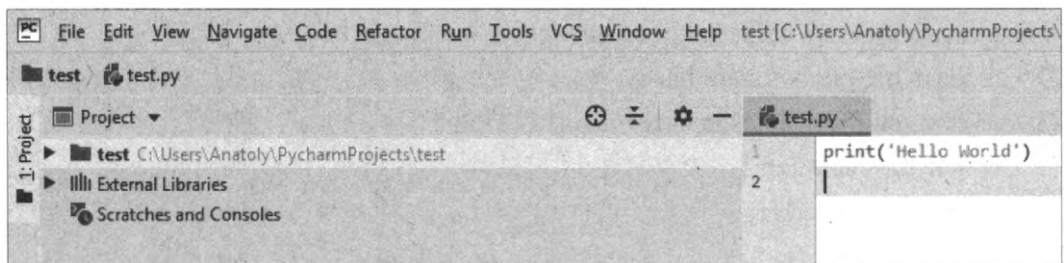 PC File Edit View Navigate Code Refactor Run Tools VCS Window Help test [C:\Users\Anatoly\PycharmProjects\
test test.py
1: Project
Project
test.py
test C:\Users\Anatoly\PycharmProjects\test
External Libraries
Scratches and Consoles
1 print('Hello World')
2